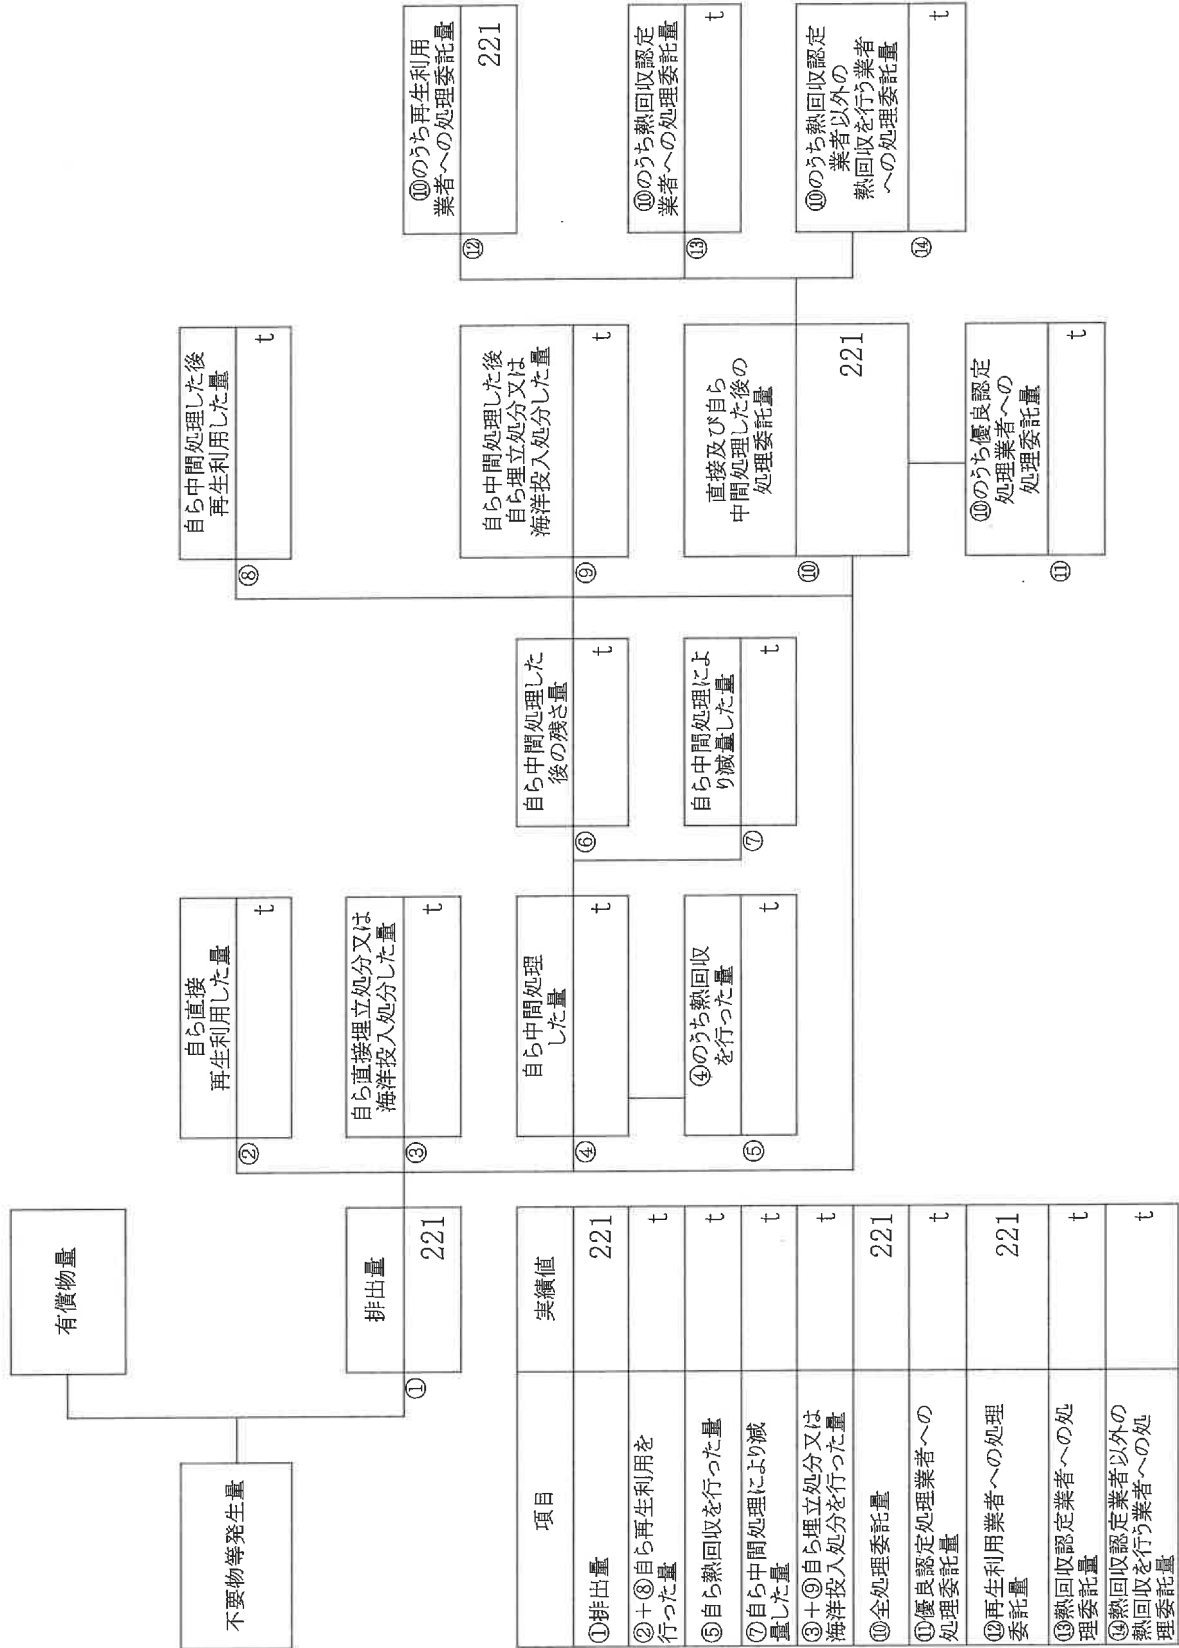 不要物等発生量
有償物量
排出量
①
221
自ら直接
再生利用した量
②
t
自ら直接埋立処分又は
海洋投入処分した量
③
t
自ら中間処理
した量
④
t
④のうち熱回収
を行った量
⑤
t
自ら中間処理した
後の残さ量
⑥
t
自ら中間処理によ
り減量した量
⑦
t
自ら中間処理した後
再生利用した量
⑧
t
自ら中間処理した後
自ら埋立処分又は
海洋投入処分した量
⑨
t
直接及び自ら
中間処理した後の
処理委託量
⑩
221
⑩のうち優良認定
処理業者への
処理委託量
⑪
t
⑩のうち再生利用
業者への処理委託量
⑫
221
⑩のうち熱回収認定
業者への処理委託量
⑬
t
⑩のうち熱回収認定
業者以外の
熱回収を行う業者
への処理委託量
⑭
t
項目 実績値
①排出量 221
②+⑧自ら再生利用を
行った量 t
⑤自ら熱回収を行った量 t
⑦自ら中間処理により減
量した量 t
③+⑨自ら埋立処分又は
海洋投入処分を行った量 t
⑩全処理委託量 221
⑪優良認定処理業者への
処理委託量 t
⑫再生利用業者への処理
委託量 221
⑬熱回収認定業者への処
理委託量 t
⑭熱回収認定業者以外の
熱回収を行う業者への処
理委託量 t